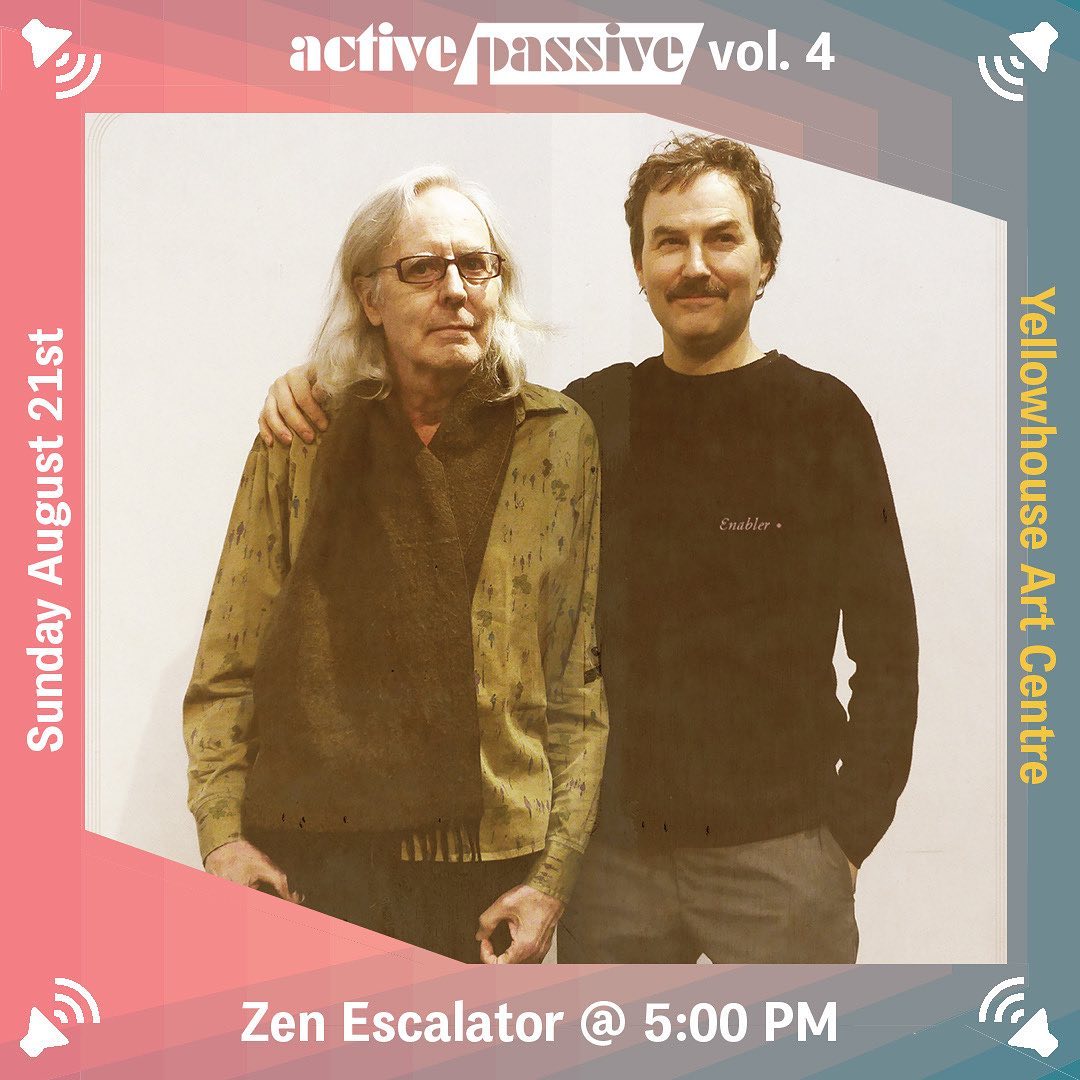 active/passive vol. 4
Sunday August 21st
Yellowhouse Art Centre
Enabler •
Zen Escalator @ 5:00 PM